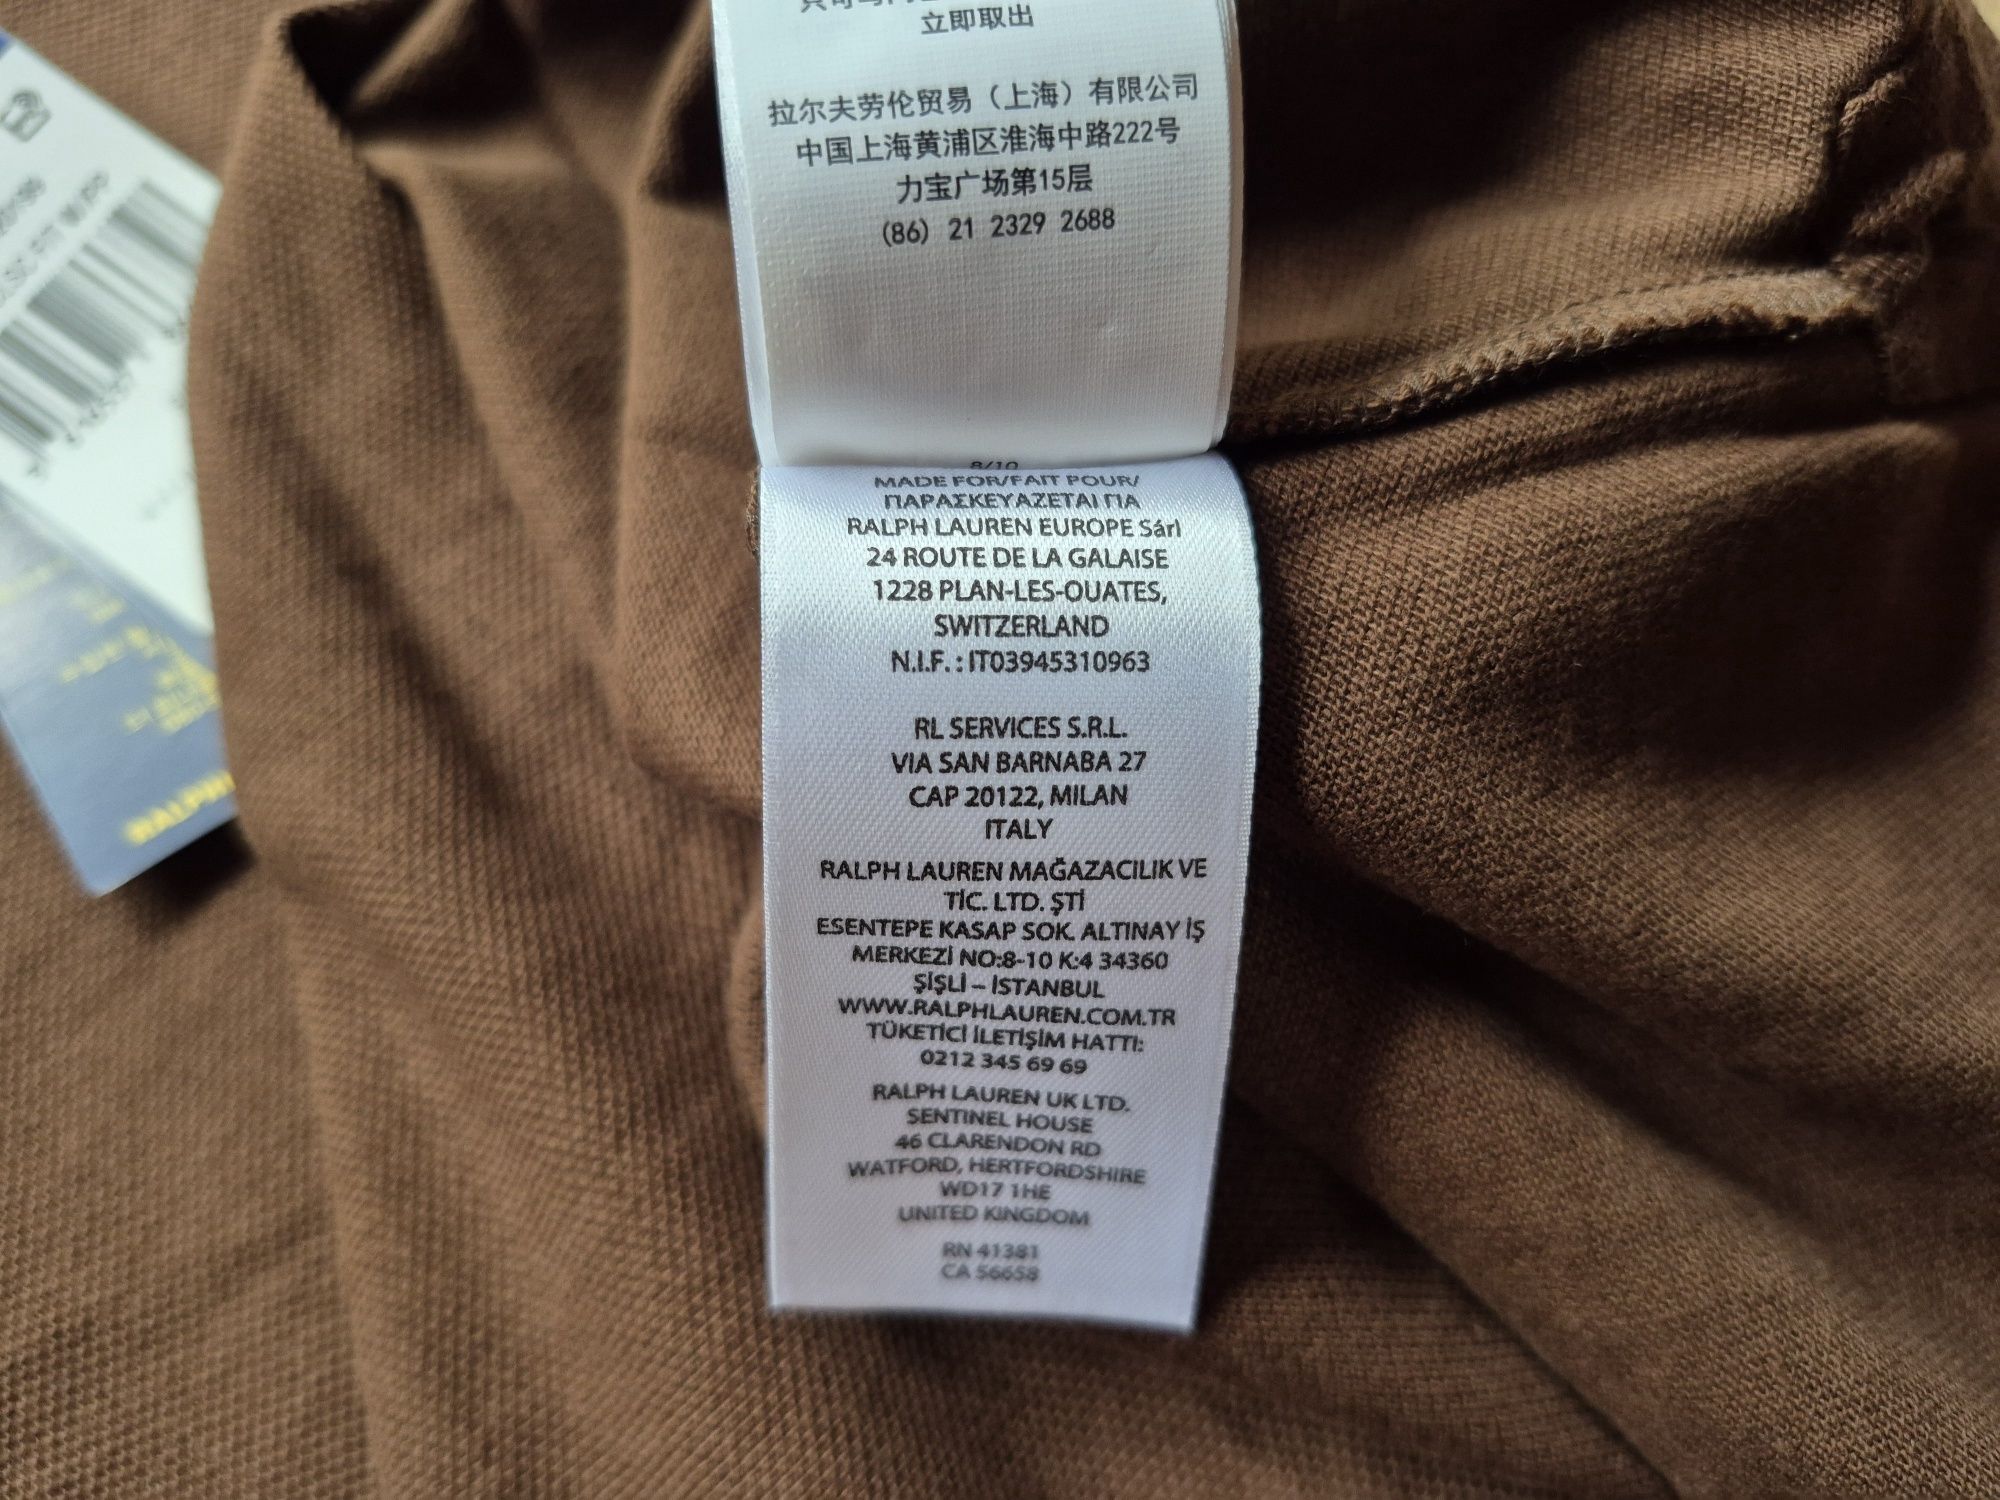 立即取出
拉尔夫劳伦贸易（上海）有限公司
中国上海黄浦区淮海中路222号
力宝广场第15层
(86) 21 2329 2688
8/10
MADE FOR/FAIT POUR/
ΠΑΡΑΣΚΕΥΑΖΕΤΑΙ ΓΙΑ
RALPH LAUREN EUROPE Sárl
24 ROUTE DE LA GALAISE
1228 PLAN-LES-OUATES,
SWITZERLAND
N.I.F. : IT03945310963
RL SERVICES S.R.L.
VIA SAN BARNABA 27
CAP 20122, MILAN
ITALY
RALPH LAUREN MAĞAZACILIK VE
TİC. LTD. ŞTİ
ESENTEPE KASAP SOK. ALTINAY İŞ
MERKEZİ NO:8-10 K:4 34360
ŞİŞLİ – İSTANBUL
WWW.RALPHLAUREN.COM.TR
TÜKETİCİ İLETİŞİM HATTI:
0212 345 69 69
RALPH LAUREN UK LTD.
SENTINEL HOUSE
46 CLARENDON RD
WATFORD, HERTFORDSHIRE
WD17 1HE
UNITED KINGDOM
RN 41381
CA 56658
RALPH